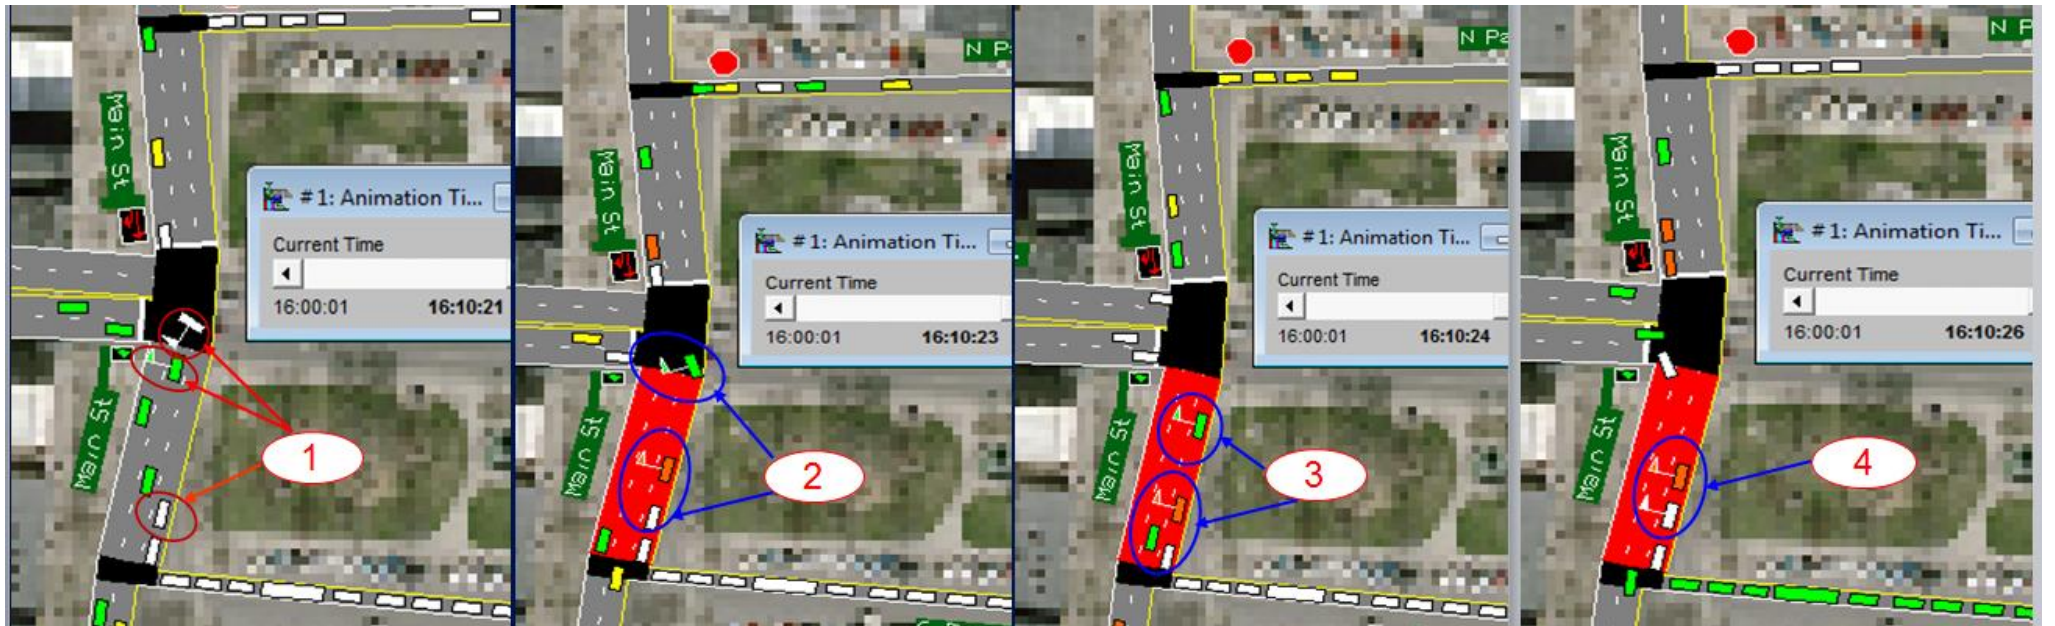 N P
N Pa
N P
Main St
# 1: Animation Ti...
Current Time
16:00:01 16:10:21
Main St
1
Main St
# 1: Animation Ti...
Current Time
16:00:01 16:10:23
Main St
2
Main St
# 1: Animation Ti...
Current Time
16:00:01 16:10:24
Main St
3
Main St
# 1: Animation Ti...
Current Time
16:00:01 16:10:26
Main St
4